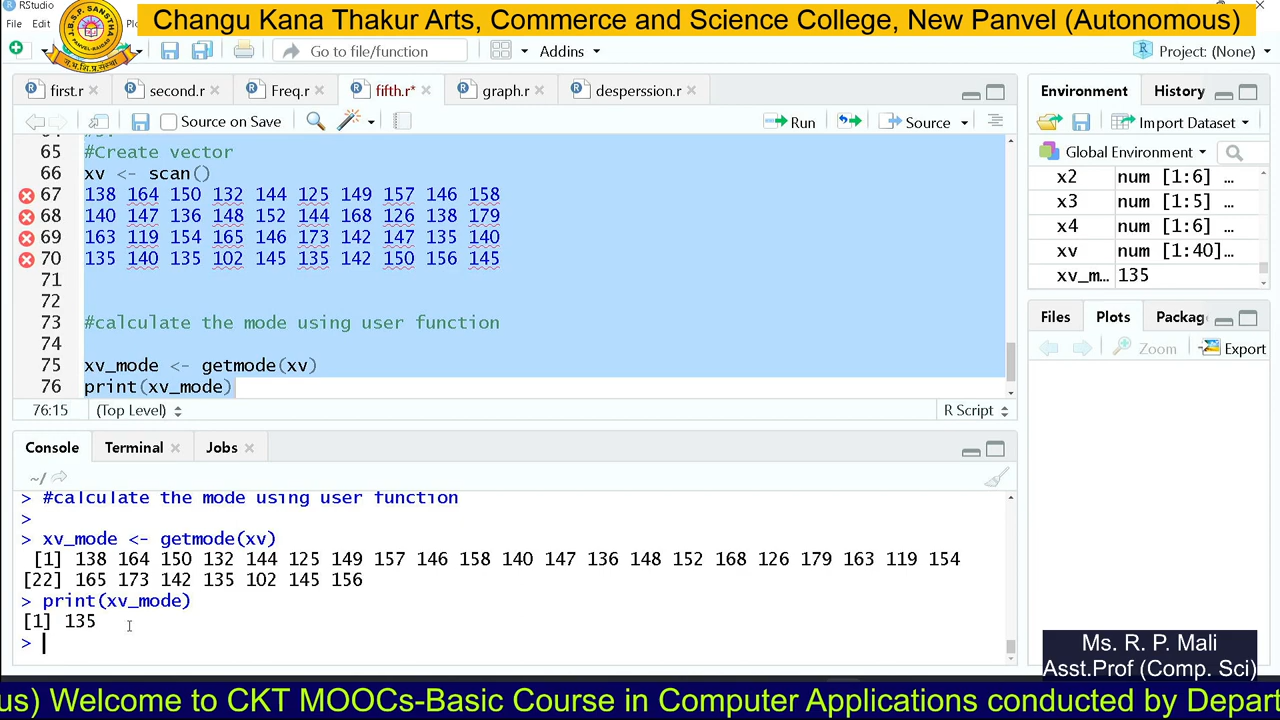 RStudio
Changu Kana Thakur Arts, Commerce and Science College, New Panvel (Autonomous)
File Edit
Go to file/function
Addins
Project: (None)
first.r
second.r
Freq.r
fifth.r*
graph.r
desperssion.r
Source on Save
Run
Source
65 #Create vector
66 xv <- scan()
67 138 164 150 132 144 125 149 157 146 158
68 140 147 136 148 152 144 168 126 138 179
69 163 119 154 165 146 173 142 147 135 140
70 135 140 135 102 145 135 142 150 156 145
71
72
73 #calculate the mode using user function
74
75 xv_mode <- getmode(xv)
76 print(xv_mode)
76:15 (Top Level) R Script
Console Terminal Jobs
~/
> #calculate the mode using user function
>
> xv_mode <- getmode(xv)
[1] 138 164 150 132 144 125 149 157 146 158 140 147 136 148 152 168 126 179 163 119 154
[22] 165 173 142 135 102 145 156
> print(xv_mode)
[1] 135
>
Environment History
Import Dataset
Global Environment
x2 num [1:6] ...
x3 num [1:5] ...
x4 num [1:6] ...
xv num [1:40]...
xv_m... 135
Files Plots Packag
Zoom Export
Ms. R. P. Mali
Asst.Prof (Comp. Sci)
us) Welcome to CKT MOOCs-Basic Course in Computer Applications conducted by Depart